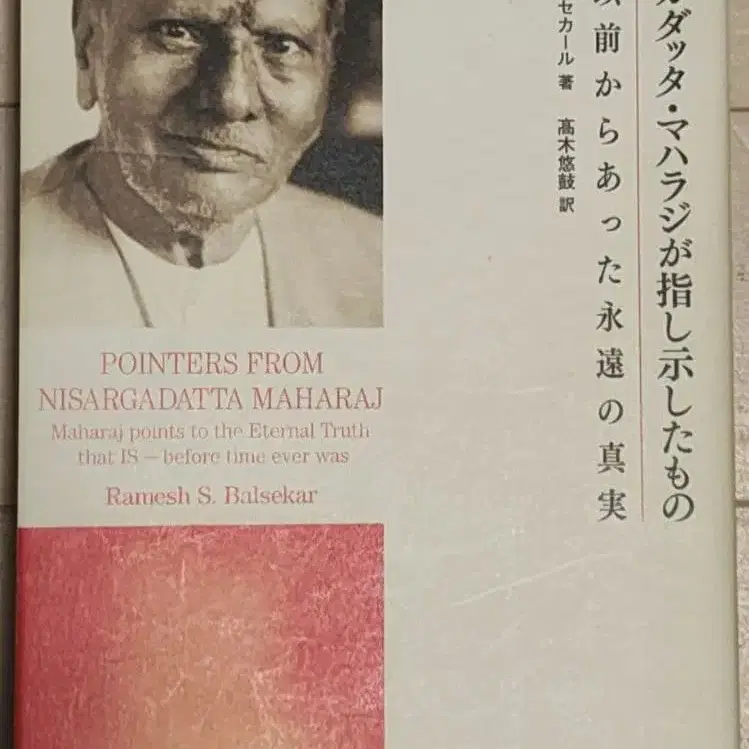 ダッタ・マハラジが指し示したもの
前からあった永遠の真実
セカール 著
高木悠鼓 訳
POINTERS FROM
NISARGADATTA MAHARAJ
Maharaj points to the Eternal Truth
that IS — before time ever was
Ramesh S. Balsekar